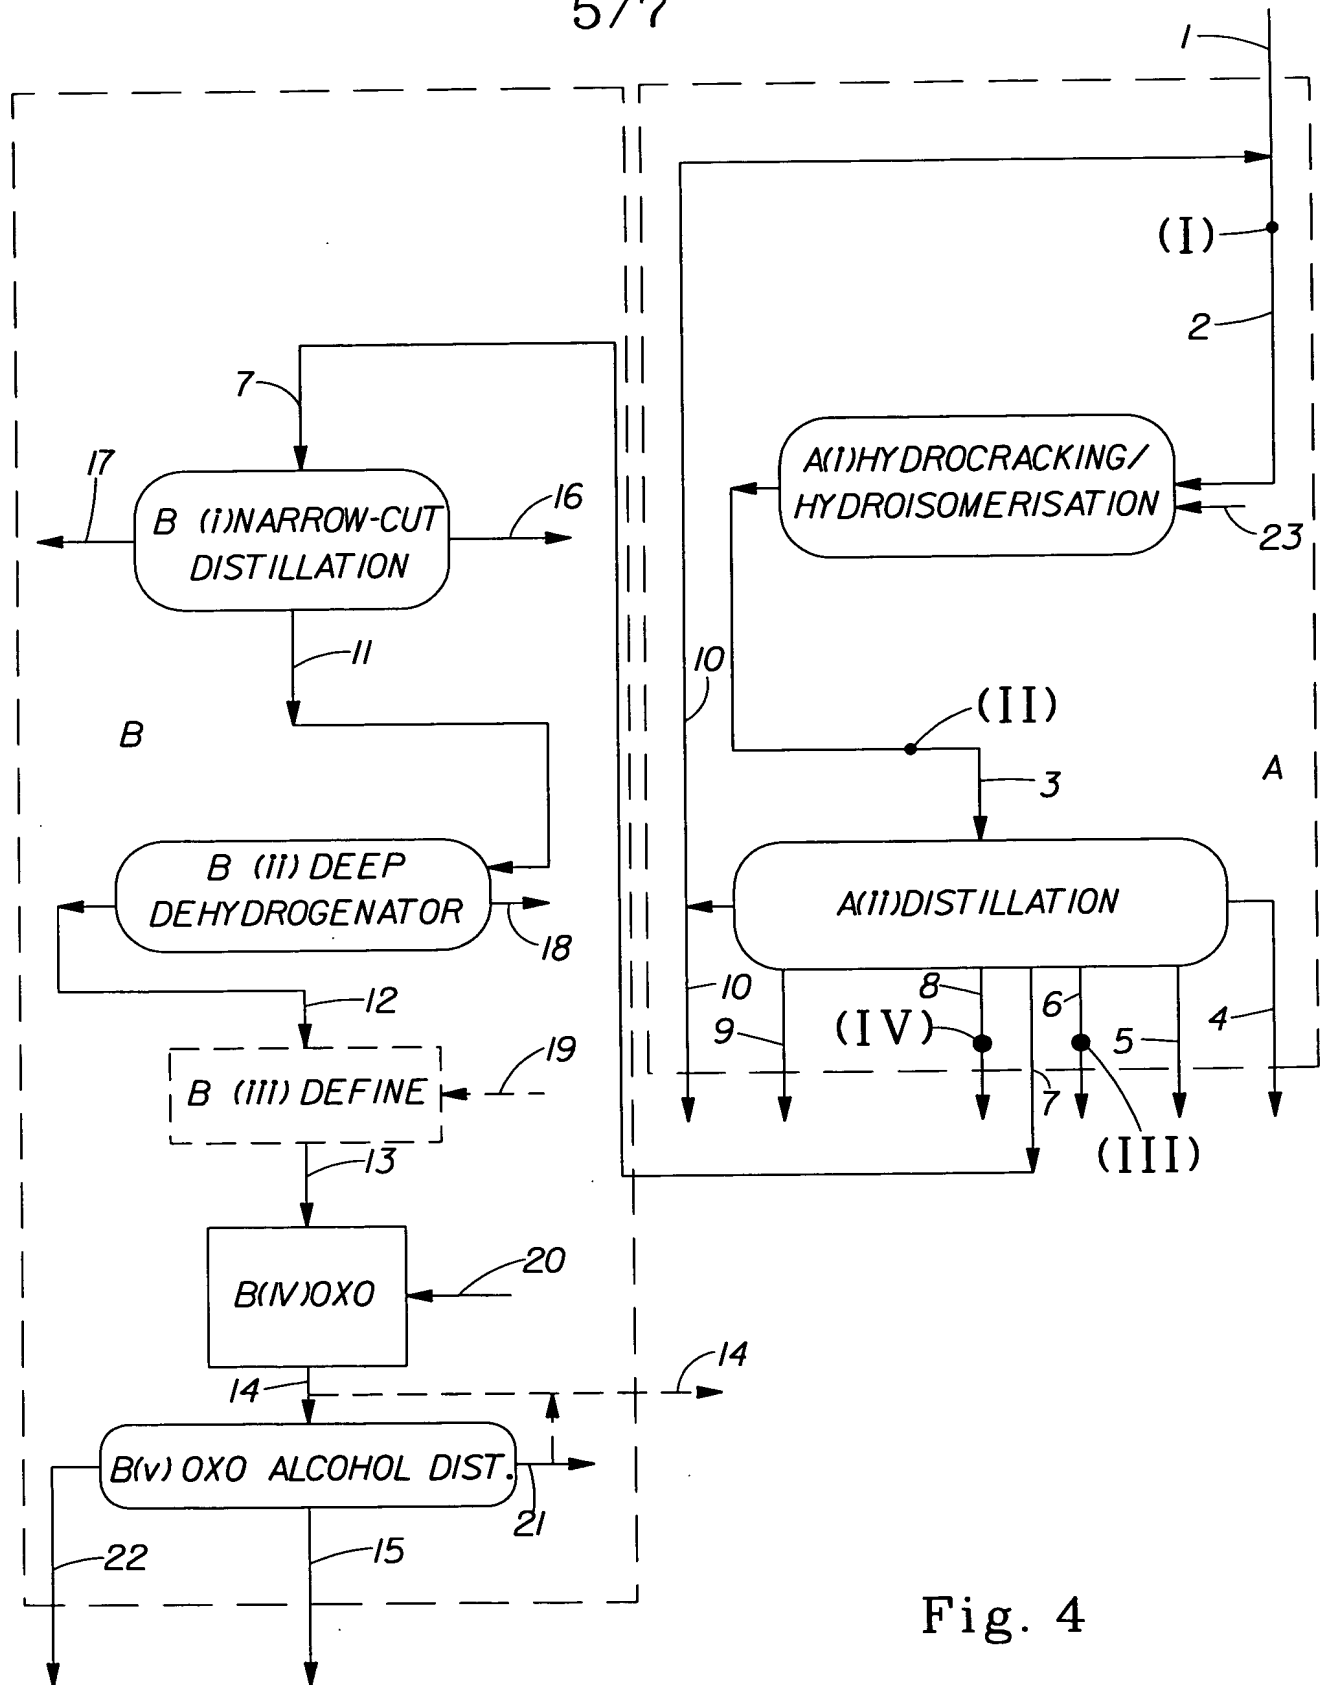 5/7
1
(I)
2
7
17
16
B (i)NARROW-CUT
DISTILLATION
A(i)HYDROCRACKING/
HYDROISOMERISATION
23
11
10
(II)
B
3
A
B (ii) DEEP
DEHYDROGENATOR
18
A(ii)DISTILLATION
12
10
9
8
(IV)
6
5
4
7
(III)
19
B (iii) DEFINE
13
20
B(IV)OXO
14
14
B(v) OXO ALCOHOL DIST.
21
22
15
Fig. 4